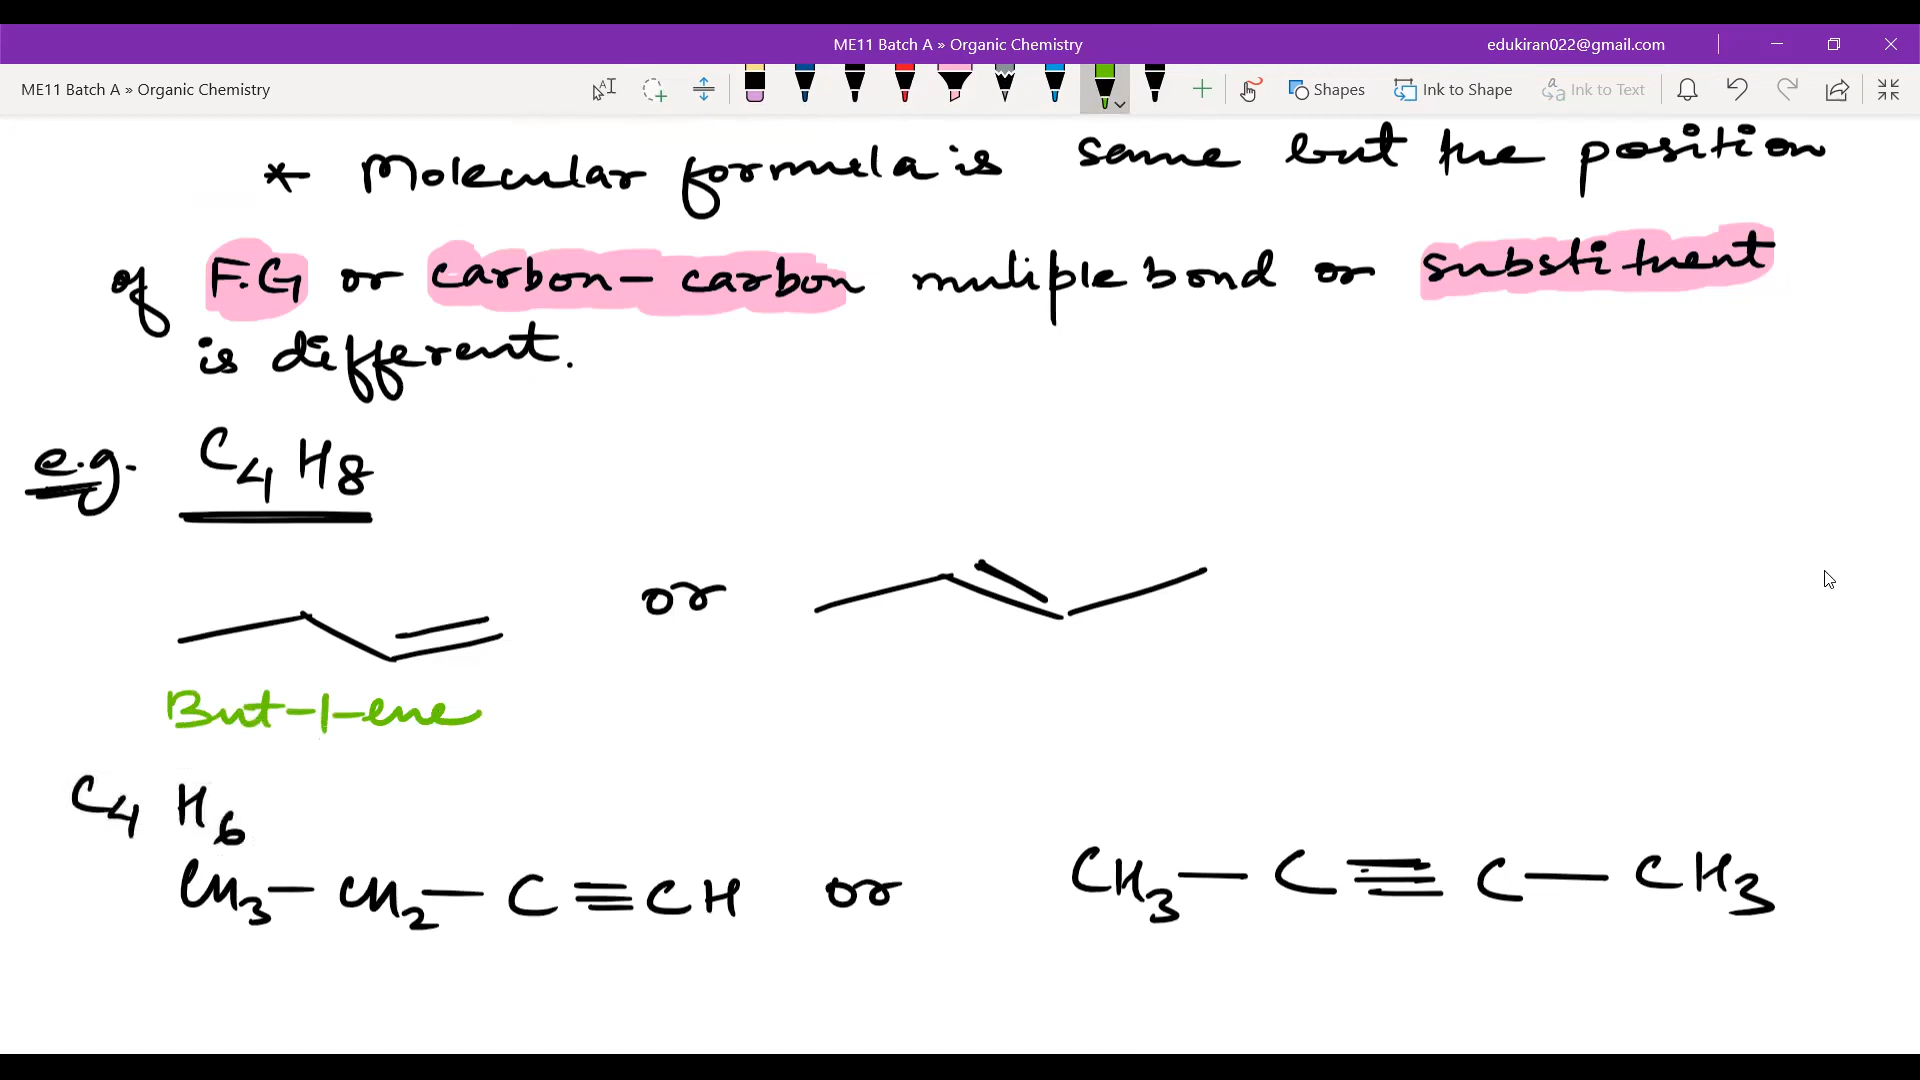 ME11 Batch A » Organic Chemistry
edukiran022@gmail.com
ME11 Batch A » Organic Chemistry
Shapes
Ink to Shape
Ink to Text
* Molecular formula is same but the position
of F.G or carbon-carbon muliple bond or substituent
is different.
e.g. C4H8
or
But-1-ene
C4H6
CH3-CH2-C≡CH or CH3-C≡C-CH3